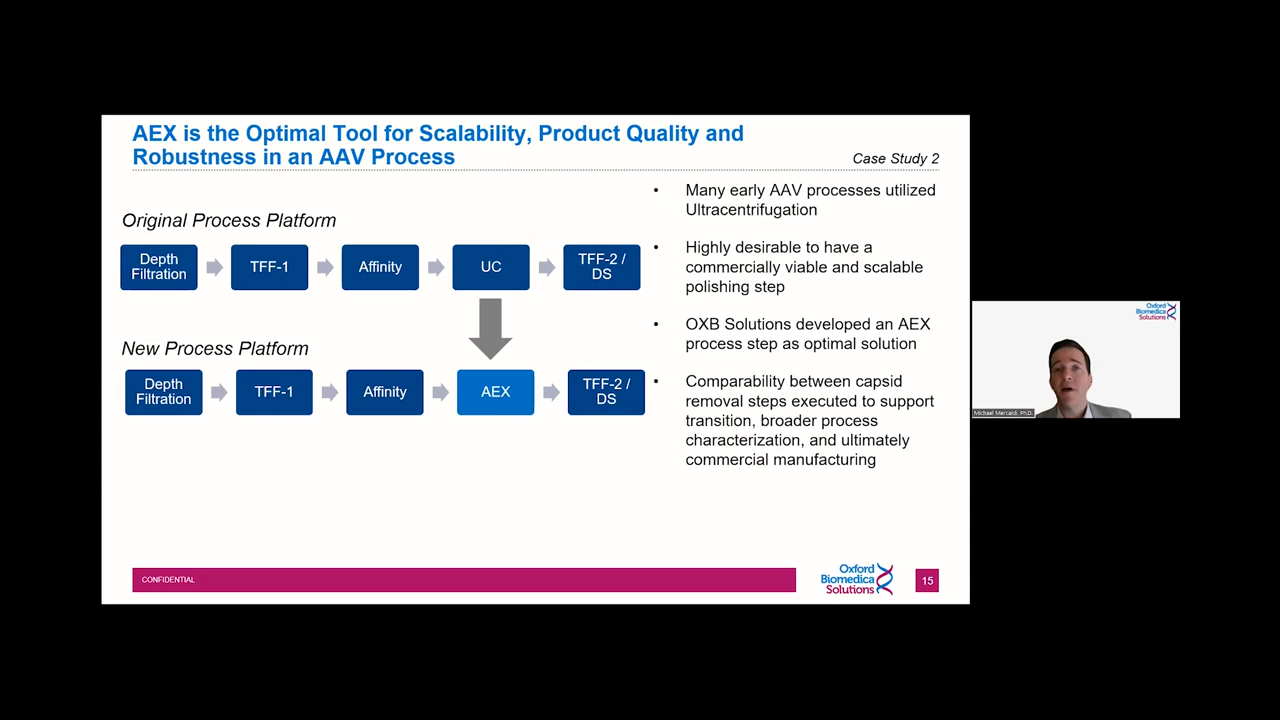 AEX is the Optimal Tool for Scalability, Product Quality and
Robustness in an AAV Process
Case Study 2
Original Process Platform
Depth
Filtration
TFF-1
Affinity
UC
TFF-2 /
DS
New Process Platform
Depth
Filtration
TFF-1
Affinity
AEX
TFF-2 /
DS
• Many early AAV processes utilized
Ultracentrifugation
• Highly desirable to have a
commercially viable and scalable
polishing step
• OXB Solutions developed an AEX
process step as optimal solution
• Comparability between capsid
removal steps executed to support
transition, broader process
characterization, and ultimately
commercial manufacturing
CONFIDENTIAL
Oxford
Biomedica
Solutions
15
Oxford
Biomedica
Solutions
Michael Mercaldi, Ph.D.